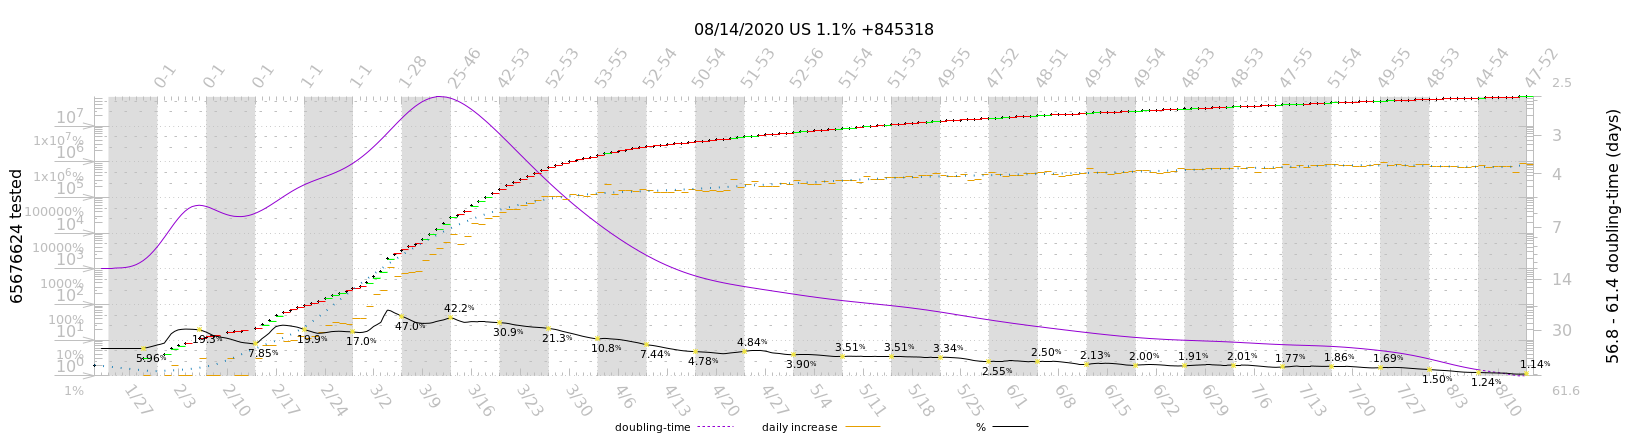 08/14/2020 US 1.1% +845318
0-1 0-1 0-1 1-1 1-1 1-28 25-46 42-53 52-53 53-55 52-54 50-54 51-53 52-56 51-54 51-53 49-55 47-52 48-51 49-54 49-54 48-53 48-53 47-55 51-54 49-55 48-53 44-54 47-52
65676624 tested
10⁷
1x10⁷%
10⁶
1x10⁶%
10⁵
100000%
10⁴
10000%
10³
1000%
10²
100%
10¹
10%
10⁰
1%
5.96% 19.3% 7.85% 19.9% 17.0% 47.0% 42.2% 30.9% 21.3% 10.8% 7.44% 4.78% 4.84% 3.90% 3.51% 3.51% 3.34% 2.55% 2.50% 2.13% 2.00% 1.91% 2.01% 1.77% 1.86% 1.69% 1.50% 1.24% 1.14%
2.5
3
4
7
14
30
61.6
56.8 - 61.4 doubling-time (days)
1/27 2/3 2/10 2/17 2/24 3/2 3/9 3/16 3/23 3/30 4/6 4/13 4/20 4/27 5/4 5/11 5/18 5/25 6/1 6/8 6/15 6/22 6/29 7/6 7/13 7/20 7/27 8/3 8/10
doubling-time daily increase %